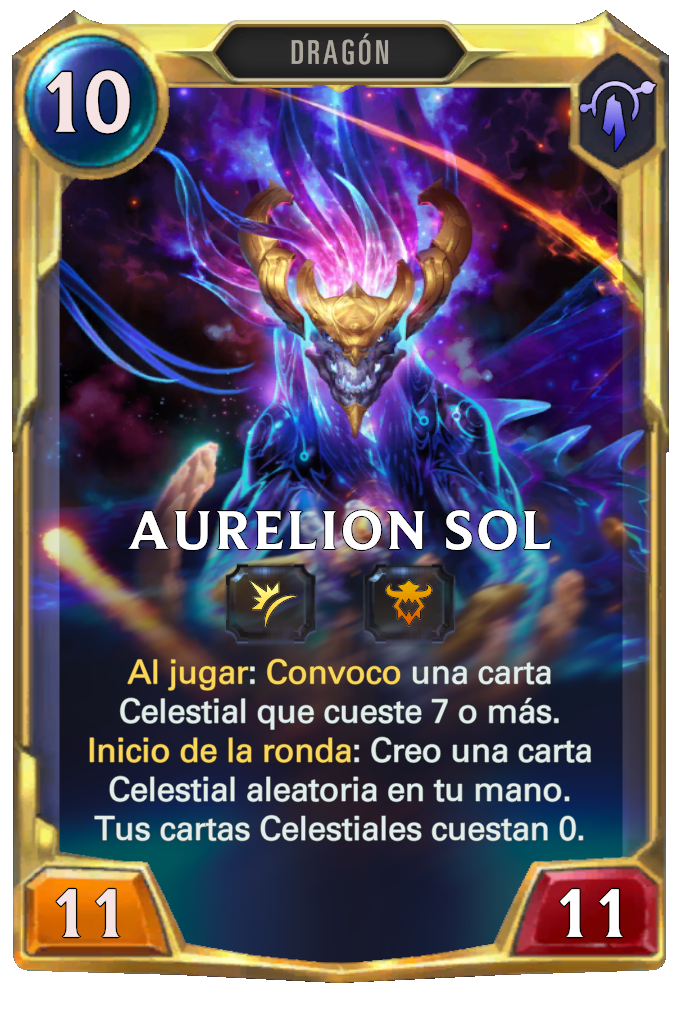 DRAGÓN
10
AURELION SOL
Al jugar: Convoco una carta
Celestial que cueste 7 o más.
Inicio de la ronda: Creo una carta
Celestial aleatoria en tu mano.
Tus cartas Celestiales cuestan 0.
11
11